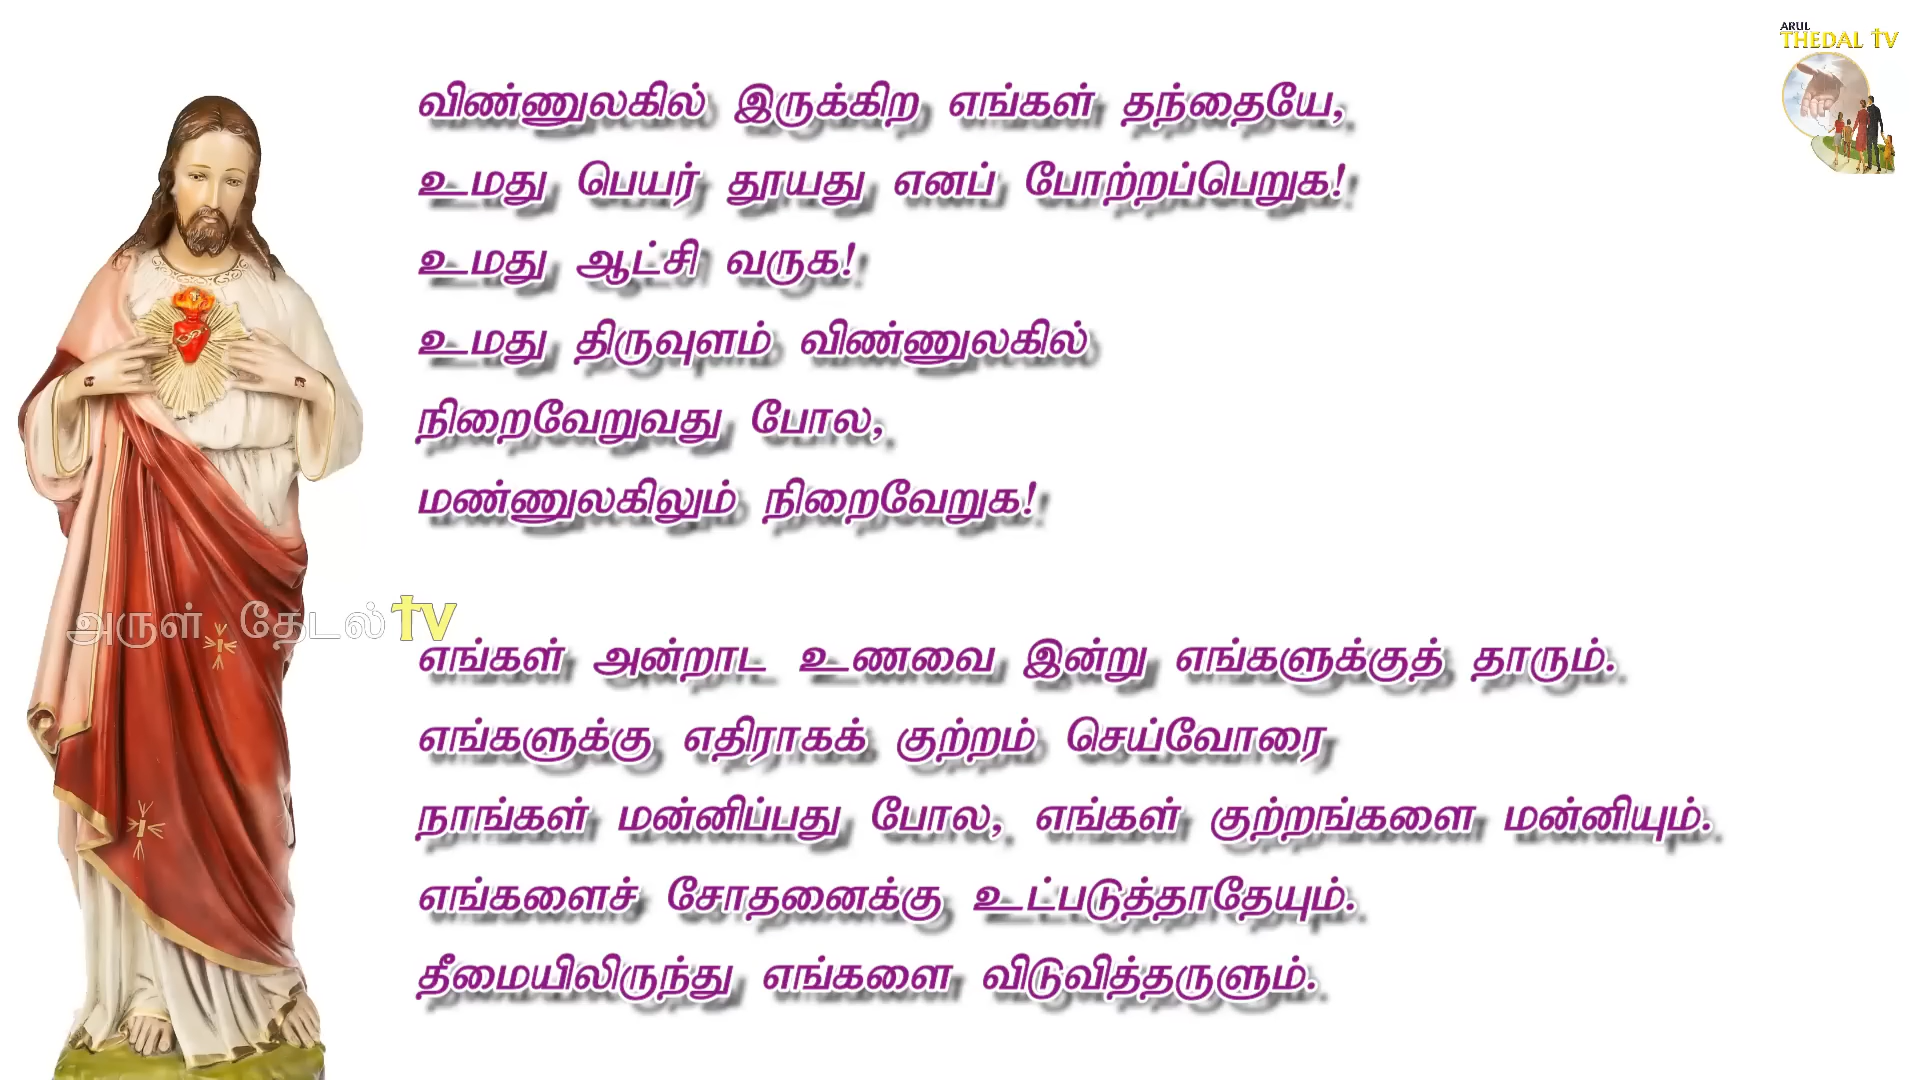 ARUL
THEDAL TV
விண்ணுலகில் இருக்கிற எங்கள் தந்தையே,
உமது பெயர் தூயது எனப் போற்றப்பெறுக!
உமது ஆட்சி வருக!
உமது திருவுளம் விண்ணுலகில்
நிறைவேறுவது போல,
மண்ணுலகிலும் நிறைவேறுக!
அருள் தேடல் TV
எங்கள் அன்றாட உணவை இன்று எங்களுக்குத் தாரும்.
எங்களுக்கு எதிராகக் குற்றம் செய்வோரை
நாங்கள் மன்னிப்பது போல, எங்கள் குற்றங்களை மன்னியும்.
எங்களைச் சோதனைக்கு உட்படுத்தாதேயும்.
தீமையிலிருந்து எங்களை விடுவித்தருளும்.